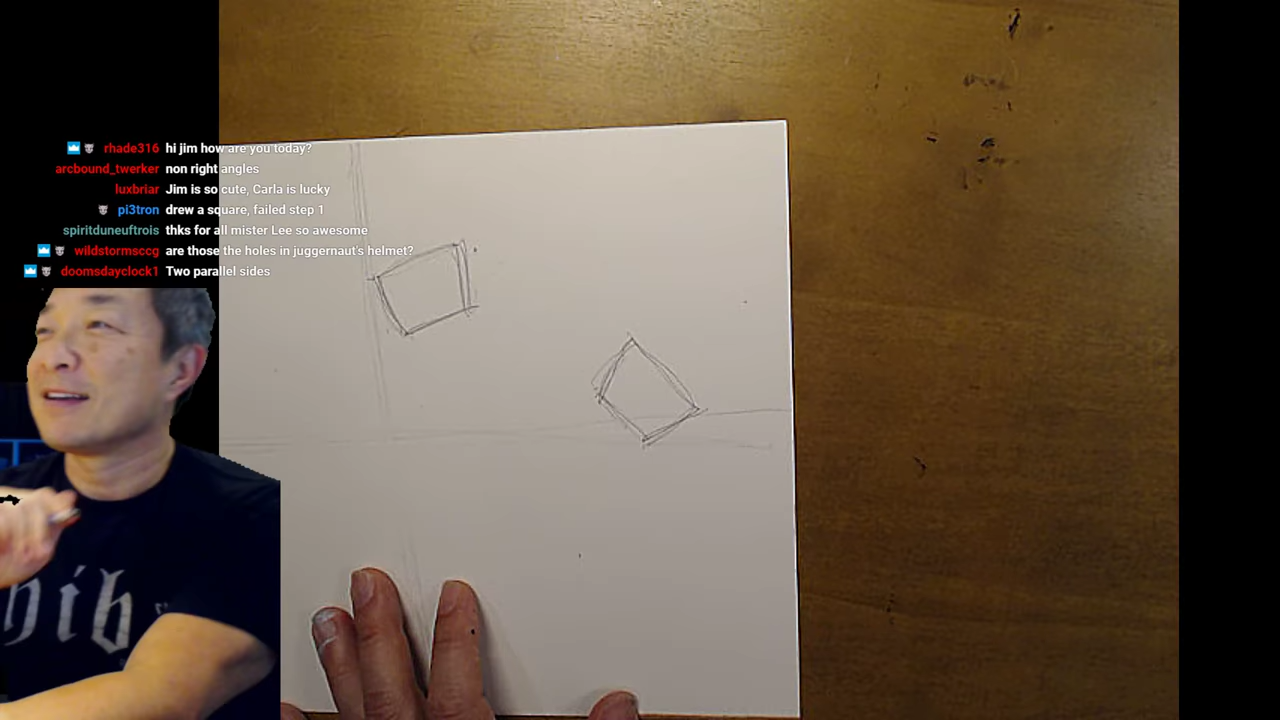 rhade316 hi jim how are you today?
arcbound_twerker non right angles
luxbriar Jim is so cute, Carla is lucky
pi3tron drew a square, failed step 1
spiritduneuftrois thks for all mister Lee so awesome
wildstormsccg are those the holes in juggernaut's helmet?
doomsdayclock1 Two parallel sides